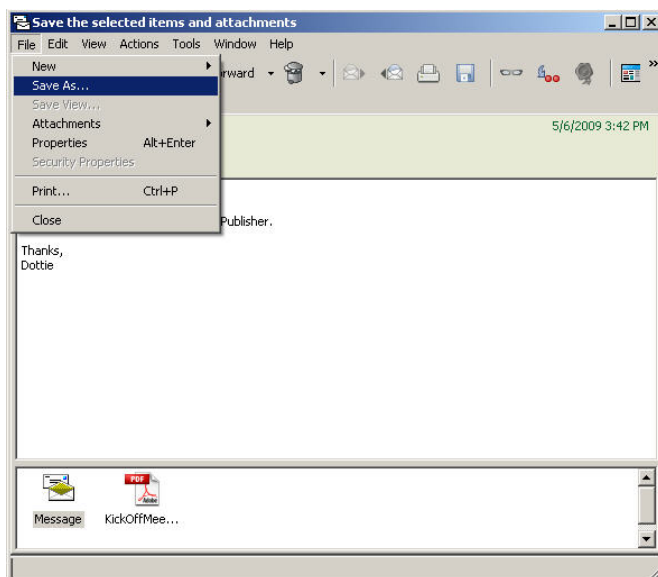 Save the selected items and attachments
File Edit View Actions Tools Window Help
New
rward
Save As...
Save View...
Attachments
5/6/2009 3:42 PM
Properties Alt+Enter
Security Properties
Print... Ctrl+P
Close
Publisher.
Thanks,
Dottie
PDF
Adobe
Message KickOffMee...